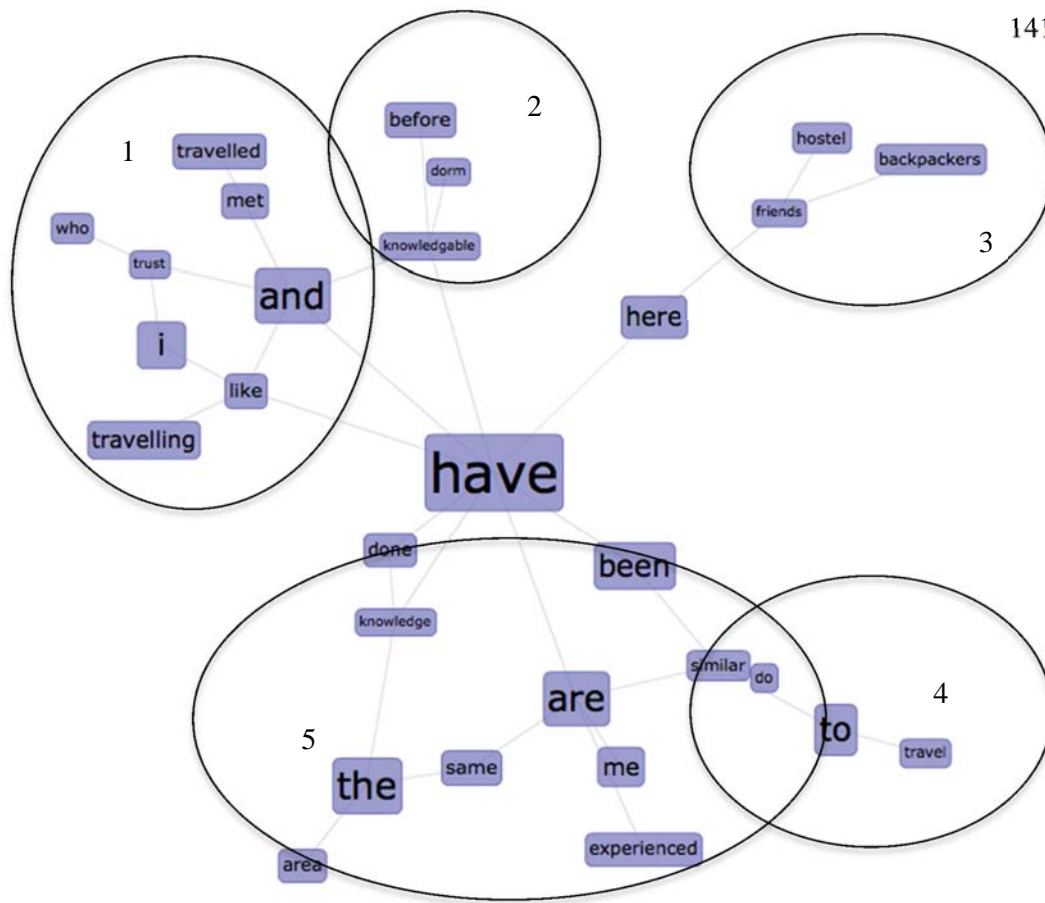 141
2
before
1
travelled
hostel
backpackers
dorm
met
friends
who
knowledgable
3
trust
and
here
i
like
travelling
have
done
been
knowledge
similar
do
are
4
to
5
travel
same
me
the
experienced
area